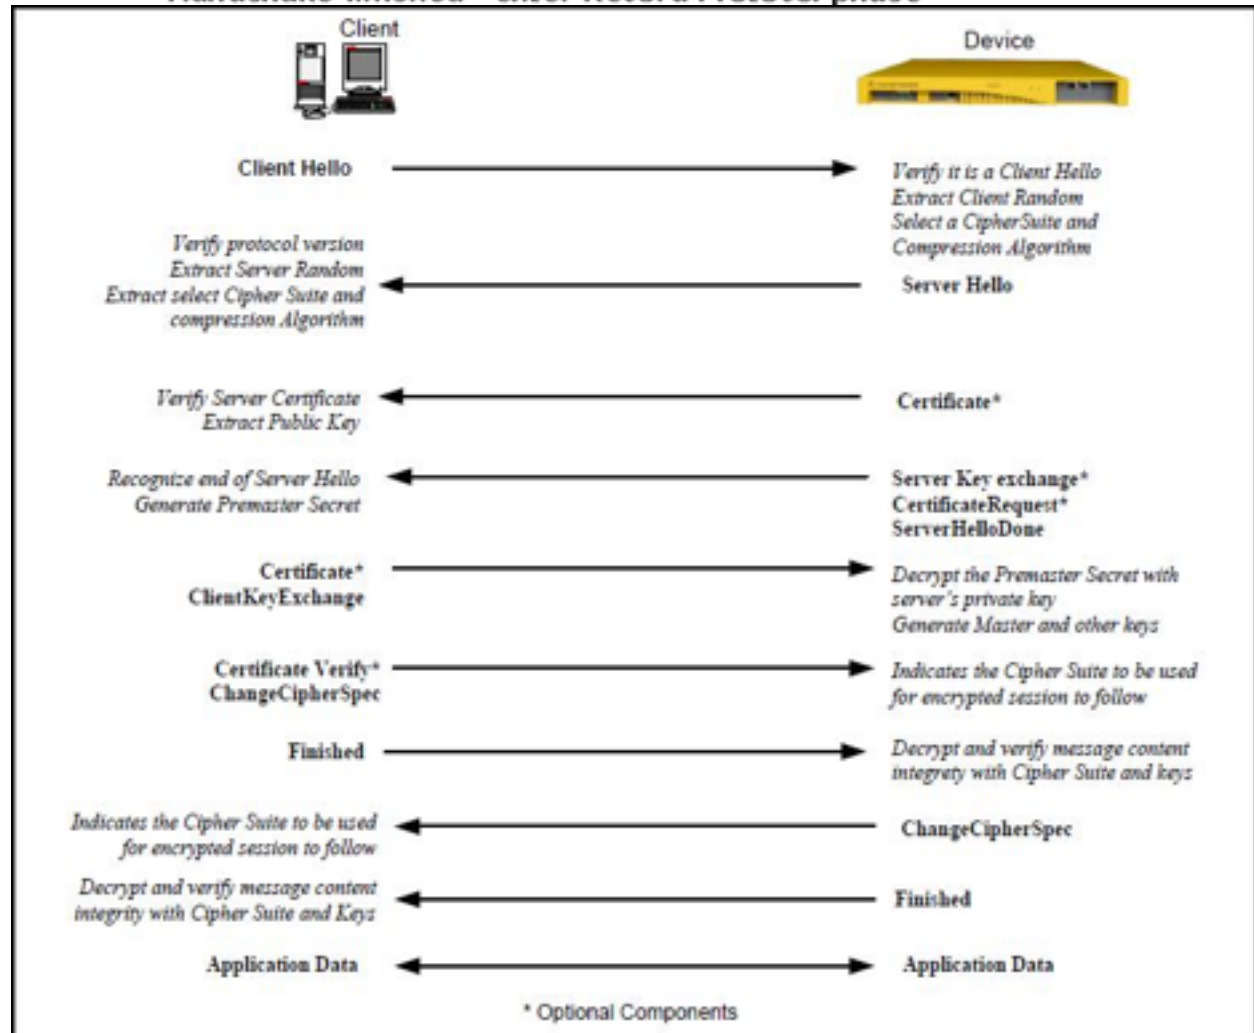 Client
Device
Client Hello
Verify it is a Client Hello
Extract Client Random
Select a CipherSuite and
Compression Algorithm
Verify protocol version
Extract Server Random
Extract select Cipher Suite and
compression Algorithm
Server Hello
Verify Server Certificate
Extract Public Key
Certificate*
Recognize end of Server Hello
Generate Premaster Secret
Server Key exchange*
CertificateRequest*
ServerHelloDone
Certificate*
ClientKeyExchange
Decrypt the Premaster Secret with
server's private key
Generate Master and other keys
Certificate Verify*
ChangeCipherSpec
Indicates the Cipher Suite to be used
for encrypted session to follow
Finished
Decrypt and verify message content
integrety with Cipher Suite and keys
Indicates the Cipher Suite to be used
for encrypted session to follow
ChangeCipherSpec
Decrypt and verify message content
integrity with Cipher Suite and Keys
Finished
Application Data
Application Data
* Optional Components